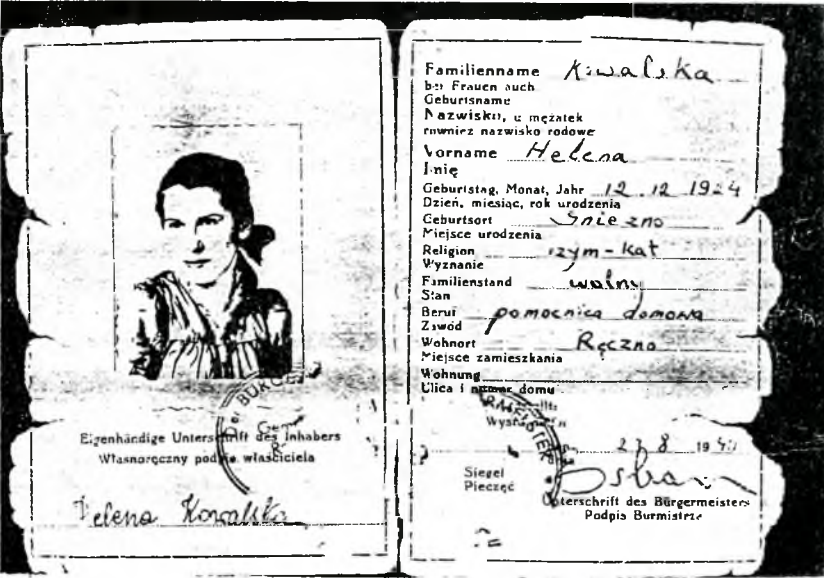 Eigenhändige Unterschrift des Inhabers
Własnoręczny podpis właściciela
Helena Kowalska
Familienname Kowalska
bei Frauen auch
Geburtsname
Nazwisko, u mężatek
również nazwisko rodowe
Vorname Helena
Imię
Geburtstag, Monat, Jahr 12 12 1924
Dzień, miesiąc, rok urodzenia
Geburtsort Gniezno
Miejsce urodzenia
Religion rzym-kat
Wyznanie
Familienstand wolny
Stan
Beruf pomocnica domowa
Zawód
Wohnort Ręczno
Miejsce zamieszkania
Wohnung
Ulica i numer domu
Siegel
Pieczęć
Unterschrift des Bürgermeisters
Podpis Burmistrza